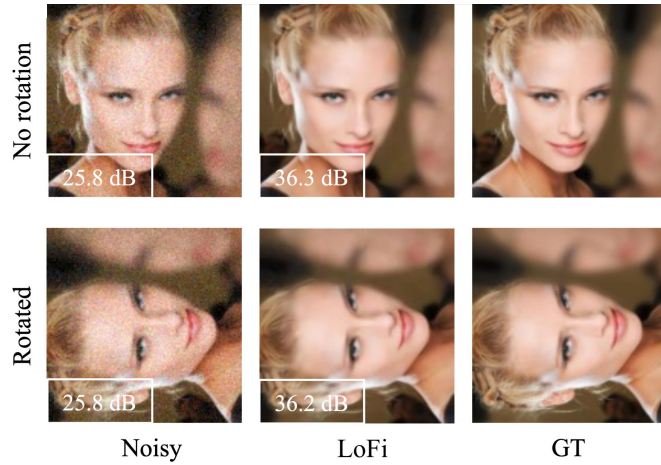 No rotation
25.8 dB
36.3 dB
Rotated
25.8 dB
36.2 dB
Noisy
LoFi
GT